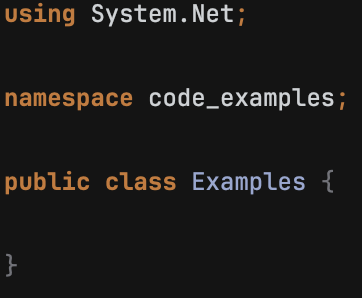 using System.Net;
namespace code_examples;
public class Examples {
}